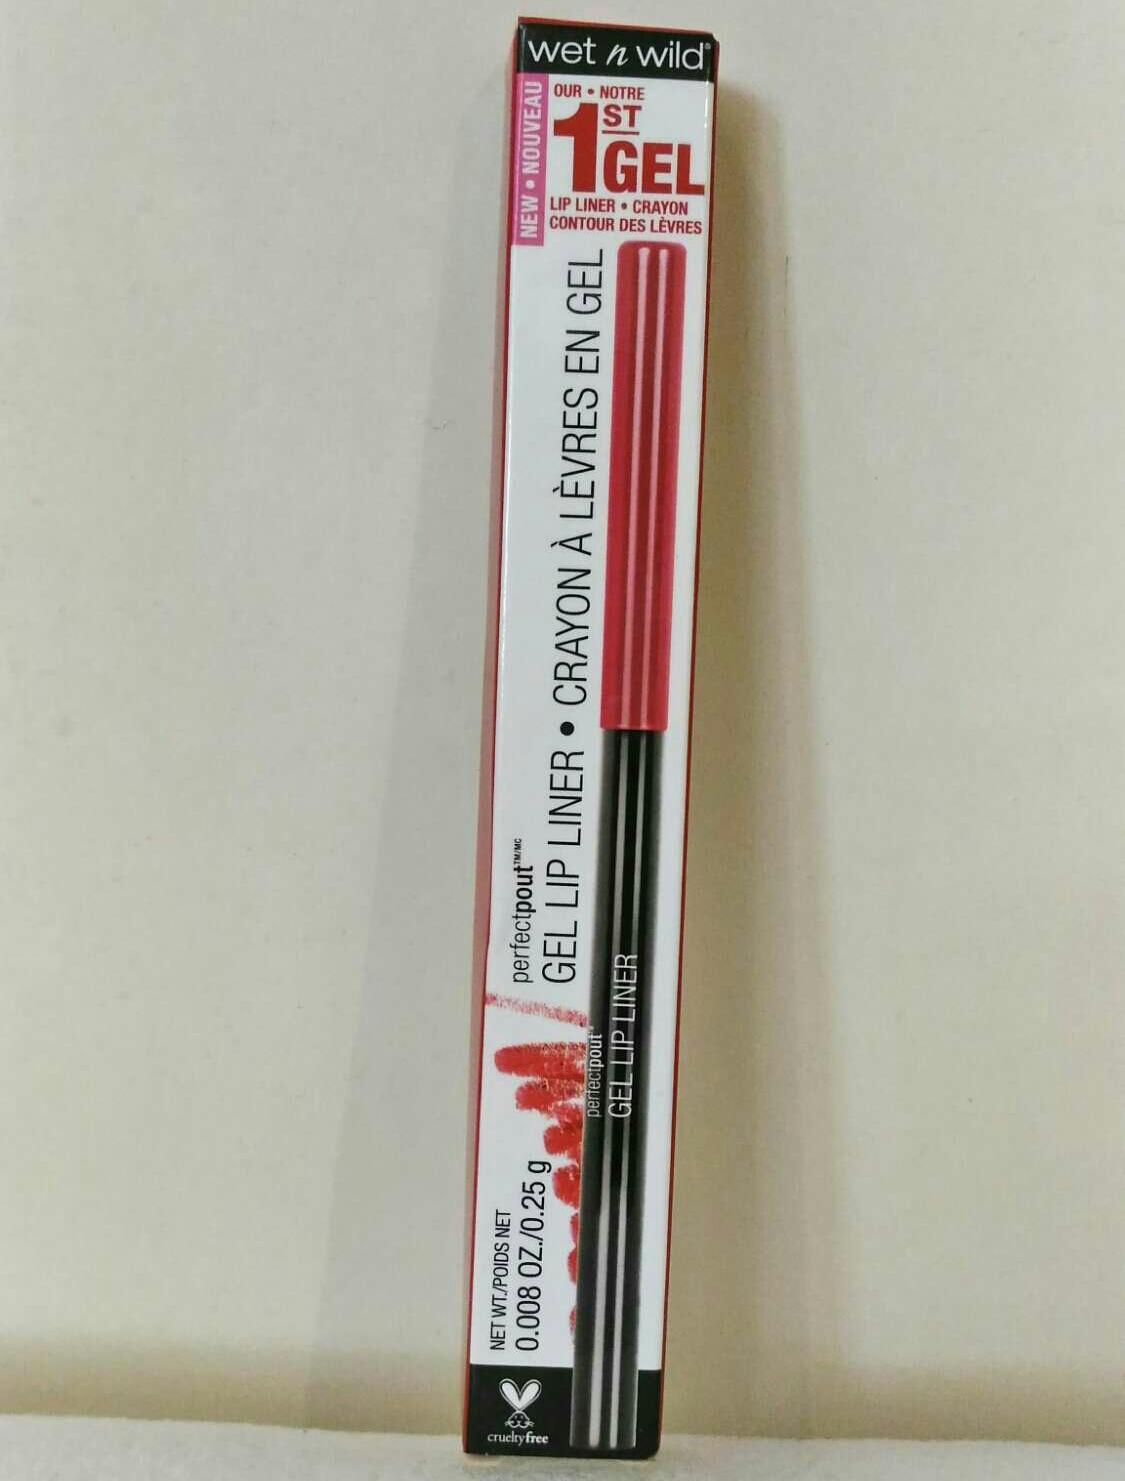 wet n wild®
NEW • NOUVEAU
OUR • NOTRE
1ST
GEL
LIP LINER • CRAYON
CONTOUR DES LÈVRES
perfectpout™/MC
GEL LIP LINER • CRAYON À LÈVRES EN GEL
perfectpout™
GEL LIP LINER
NET WT./POIDS NET
0.008 OZ./0.25 g
crueltyfree